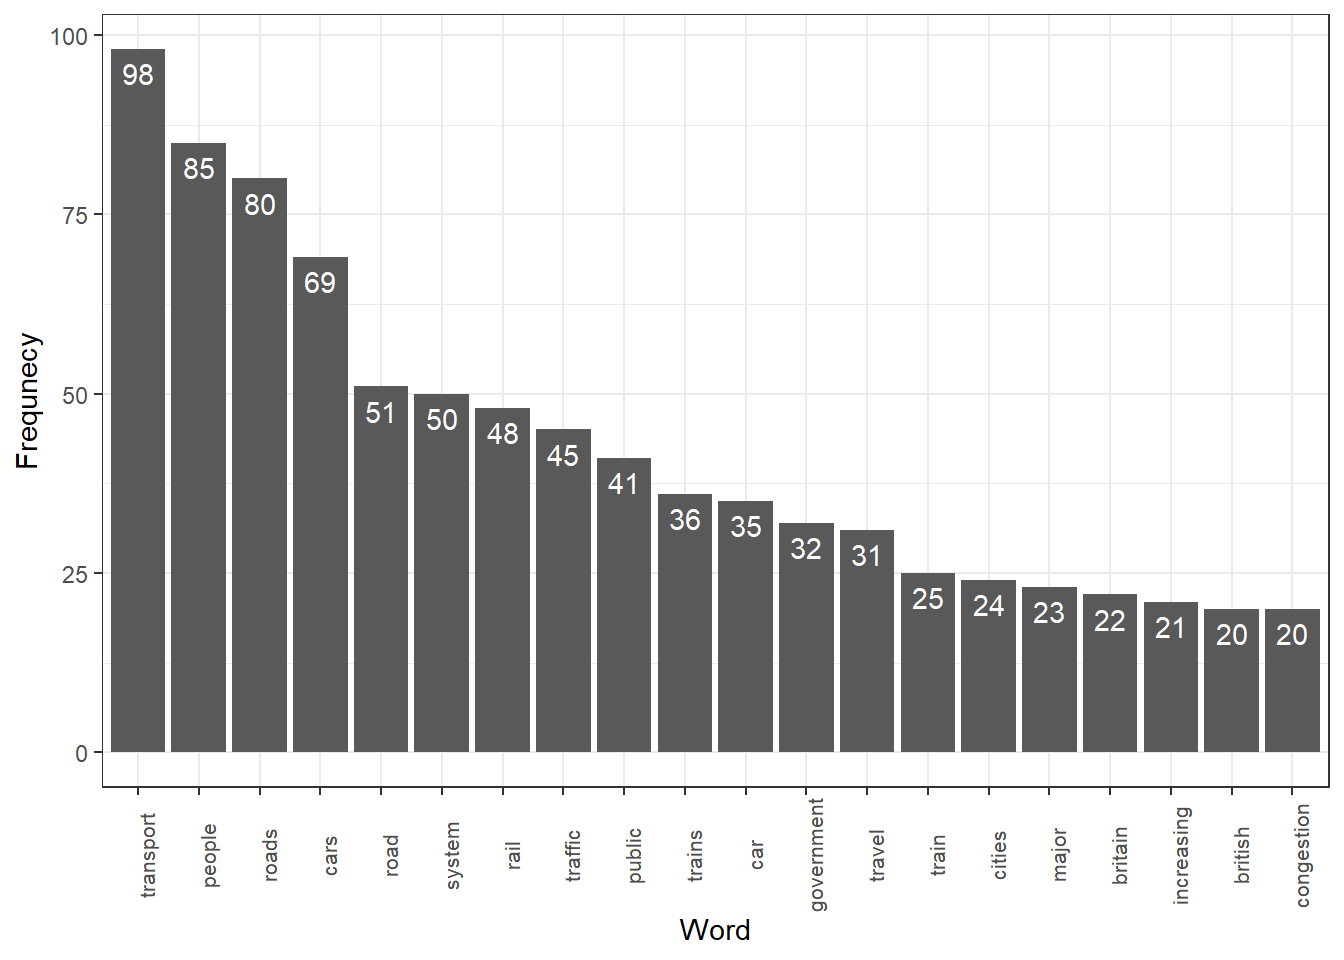 Frequnecy
100
75
50
25
0
98
85
80
69
51
50
48
45
41
36
35
32
31
25
24
23
22
21
20
20
transport
people
roads
cars
road
system
rail
traffic
public
trains
car
government
travel
train
cities
major
britain
increasing
british
congestion
Word